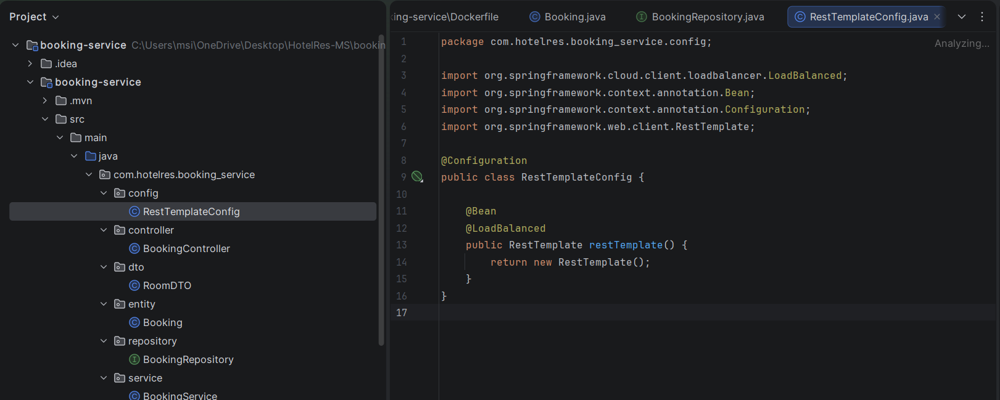 Project
booking-service C:\Users\msi\OneDrive\Desktop\HotelRes-MS\bookin
.idea
booking-service
.mvn
src
main
java
com.hotelres.booking_service
config
RestTemplateConfig
controller
BookingController
dto
RoomDTO
entity
Booking
repository
BookingRepository
service
BookingService
ing-service\Dockerfile
Booking.java
BookingRepository.java
RestTemplateConfig.java
Analyzing...
1 package com.hotelres.booking_service.config;
2
3 import org.springframework.cloud.client.loadbalancer.LoadBalanced;
4 import org.springframework.context.annotation.Bean;
5 import org.springframework.context.annotation.Configuration;
6 import org.springframework.web.client.RestTemplate;
7
8 @Configuration
9 public class RestTemplateConfig {
10
11     @Bean
12     @LoadBalanced
13     public RestTemplate restTemplate() {
14         return new RestTemplate();
15     }
16 }
17